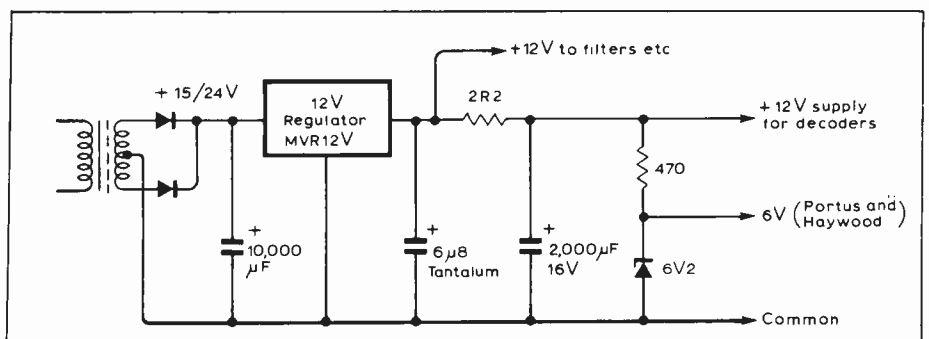 +12V to filters etc
+ 15/24V
12V
Regulator
MVR12V
2R2
+12V supply
for decoders
470
6V (Portus and
Haywood)
+
10,000
µF
+
6µ8
Tantalum
+
2,000µF
16V
6V2
Common